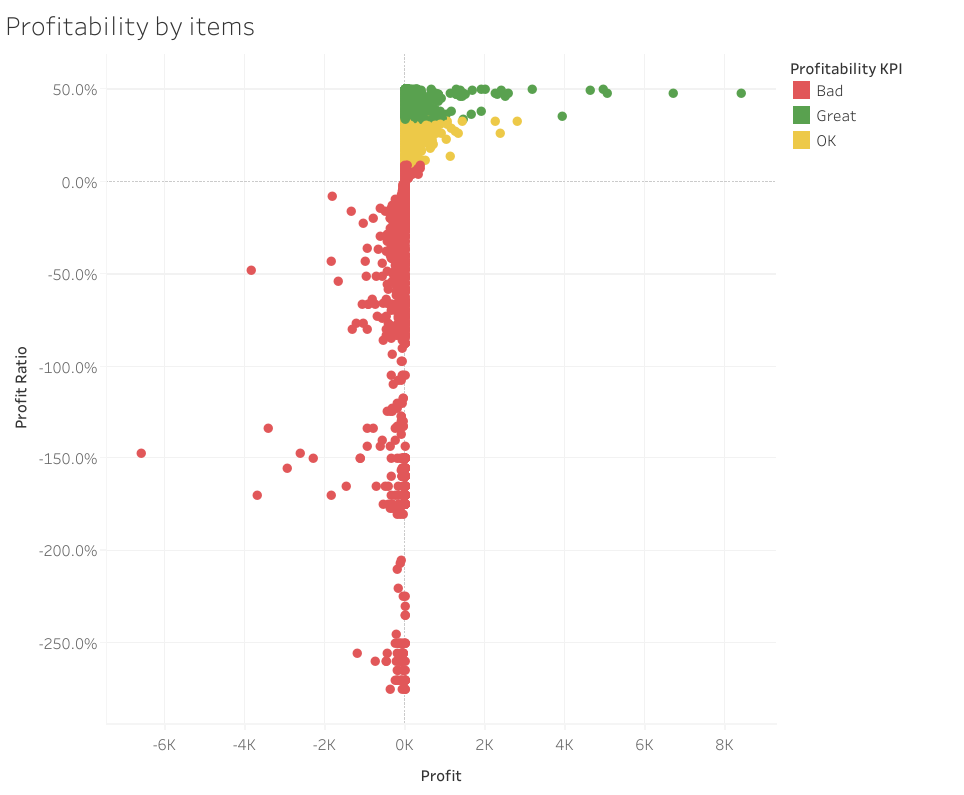 Profitability by items
Profitability KPI
Bad
Great
OK
50.0%
0.0%
-50.0%
-100.0%
-150.0%
-200.0%
-250.0%
Profit Ratio
-6K
-4K
-2K
0K
2K
4K
6K
8K
Profit